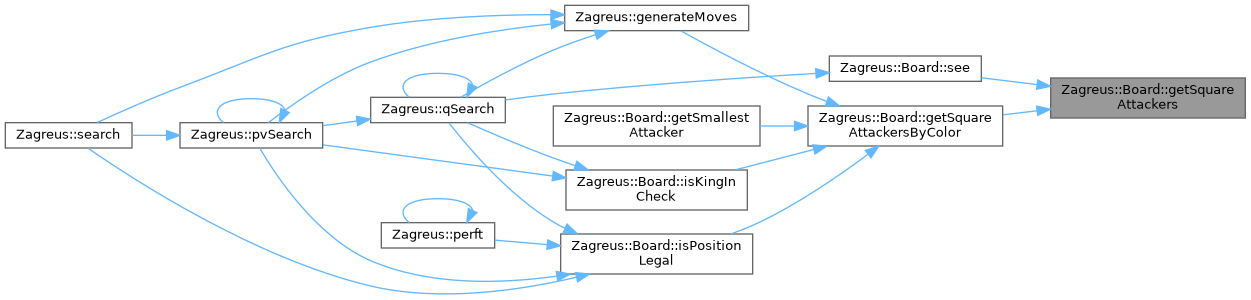 Zagreus::generateMoves
Zagreus::Board::see
Zagreus::Board::getSquare
Attackers
Zagreus::qSearch
Zagreus::Board::getSmallest
Attacker
Zagreus::Board::getSquare
AttackersByColor
Zagreus::search
Zagreus::pvSearch
Zagreus::Board::isKingIn
Check
Zagreus::perft
Zagreus::Board::isPosition
Legal